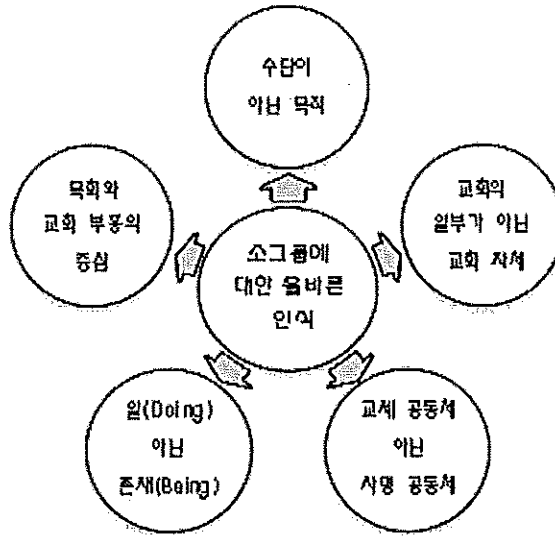 수단이
아닌 목적
목회와
교회 부흥의
중심
교회의
일부가 아닌
교회 자체
소그룹에
대한 올바른
인식
일(Doing)
아닌
존재(Being)
교제 공동체
아닌
사명 공동체